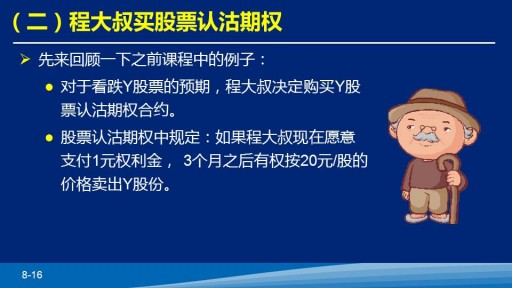 （二）程大叔买股票认沽期权
先来回顾一下之前课程中的例子：
对于看跌Y股票的预期，程大叔决定购买Y股
票认沽期权合约。
股票认沽期权中规定：如果程大叔现在愿意
支付1元权利金， 3个月之后有权按20元/股的
价格卖出Y股份。
8-16